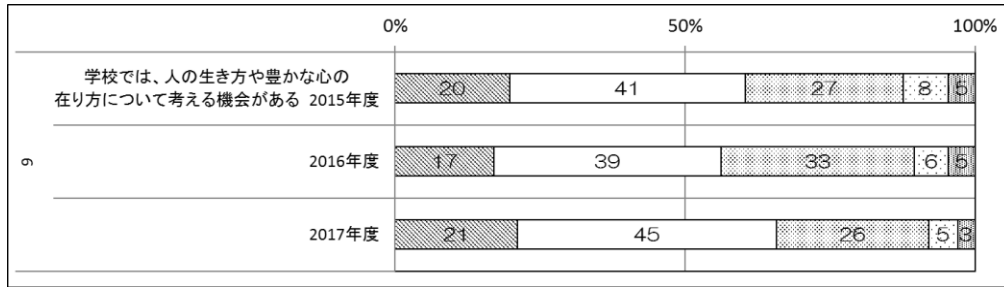 0% 50% 100%
学校では、人の生き方や豊かな心の
在り方について考える機会がある 2015年度
20 41 27 8 5
9
2016年度
17 39 33 6 5
2017年度
21 45 26 5 3